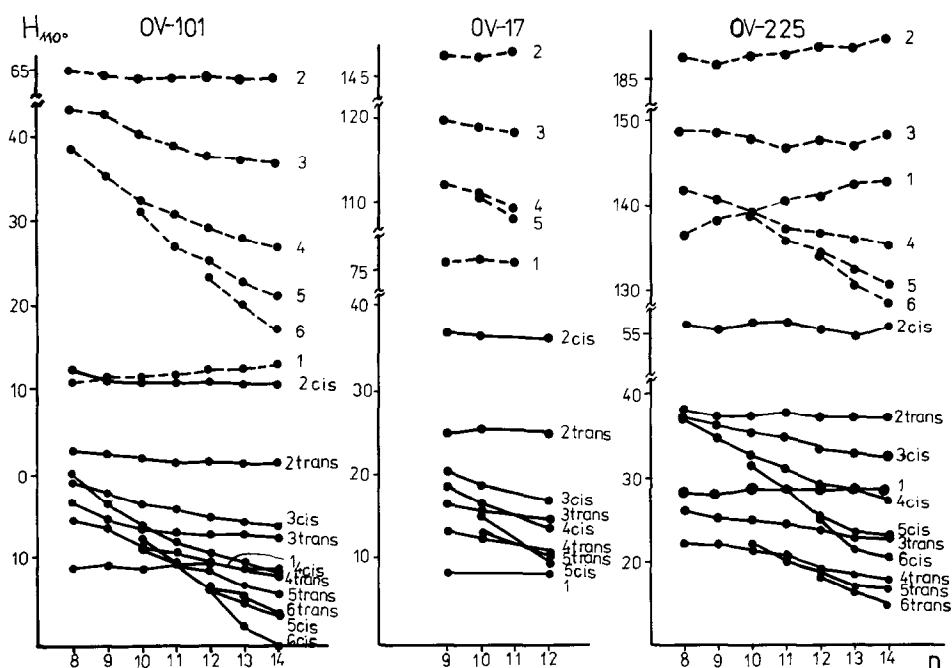 H110° OV-101 OV-17 OV-225
65
40
30
20
10
0
10
2
3
4
5
6
1
2cis
2trans
3cis
3trans
1
4cis
4trans
5trans
6trans
5cis
6cis
8 9 10 11 12 13 14
145
120
110
75
40
30
20
10
2
3
4
5
1
2cis
2trans
3cis
3trans
4cis
4trans
5trans
5cis
1
9 10 11 12
185
150
140
130
55
40
30
20
2
3
1
4
5
6
2cis
2trans
3cis
1
4cis
5cis
3trans
6cis
4trans
5trans
6trans
8 9 10 11 12 13 14 n